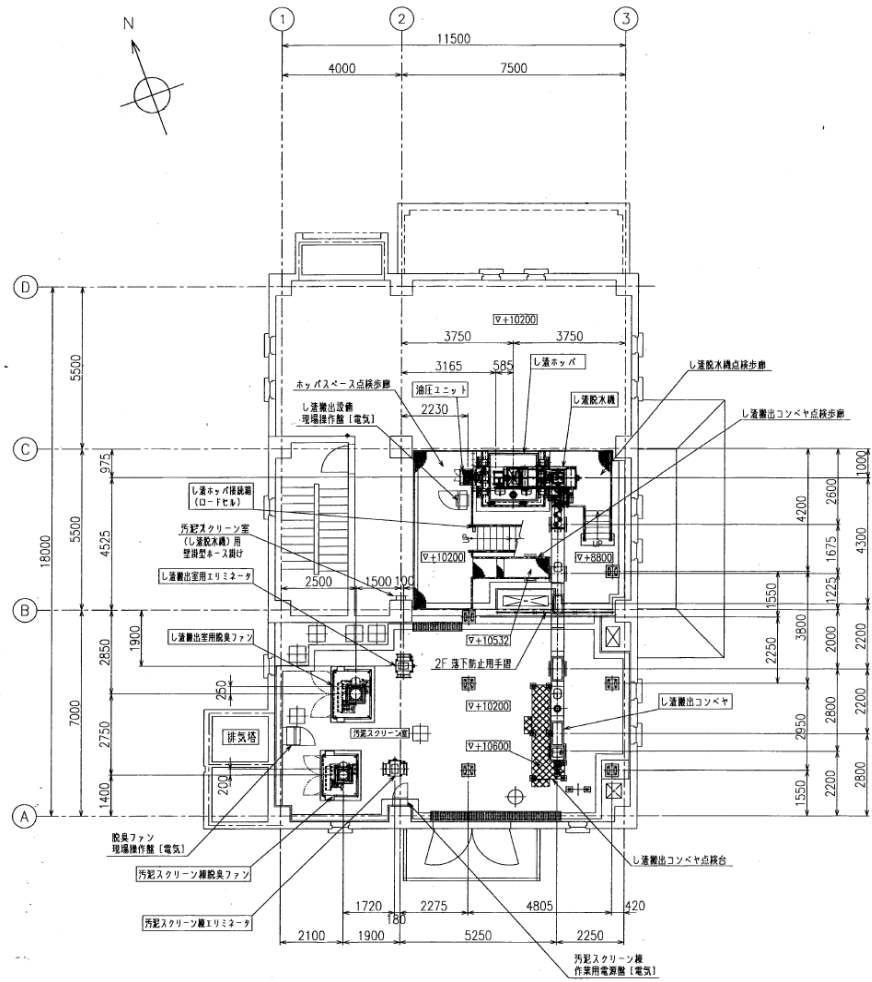 N
1
2
3
11500
4000
7500
D
C
B
A
18000
5500
5500
7000
975
4525
2850
2750
1400
1900
250
200
▽+10200
3750
3750
3165
585
2230
し渣ホッパ
油圧ユニット
ホッパスペース点検歩廊
し渣搬出設備
現場操作盤［電気］
し渣脱水機
し渣脱水機点検歩廊
し渣搬出コンベヤ点検歩廊
し渣ホッパ接続箱
(ロードセル)
汚泥スクリーン室
(し渣脱水機)用
壁掛型ホース掛け
し渣搬出室用エリミネータ
2500
1500
100
し渣搬出室用脱臭ファン
UP
UP
▽+10200
▽+8800
▽+10532
2F 落下防止用手摺
▽+10200
▽+10600
汚泥スクリーン室
排気塔
し渣搬出コンベヤ
し渣搬出コンベヤ点検台
脱臭ファン
現場操作盤［電気］
汚泥スクリーン棟脱臭ファン
汚泥スクリーン棟エリミネータ
汚泥スクリーン棟
作業用電源盤［電気］
1550
2250
4200
3800
2950
1550
2600
1675
1225
2000
2800
2200
1000
4300
2200
2200
2800
1720
180
2275
4805
420
2100
1900
5250
2250